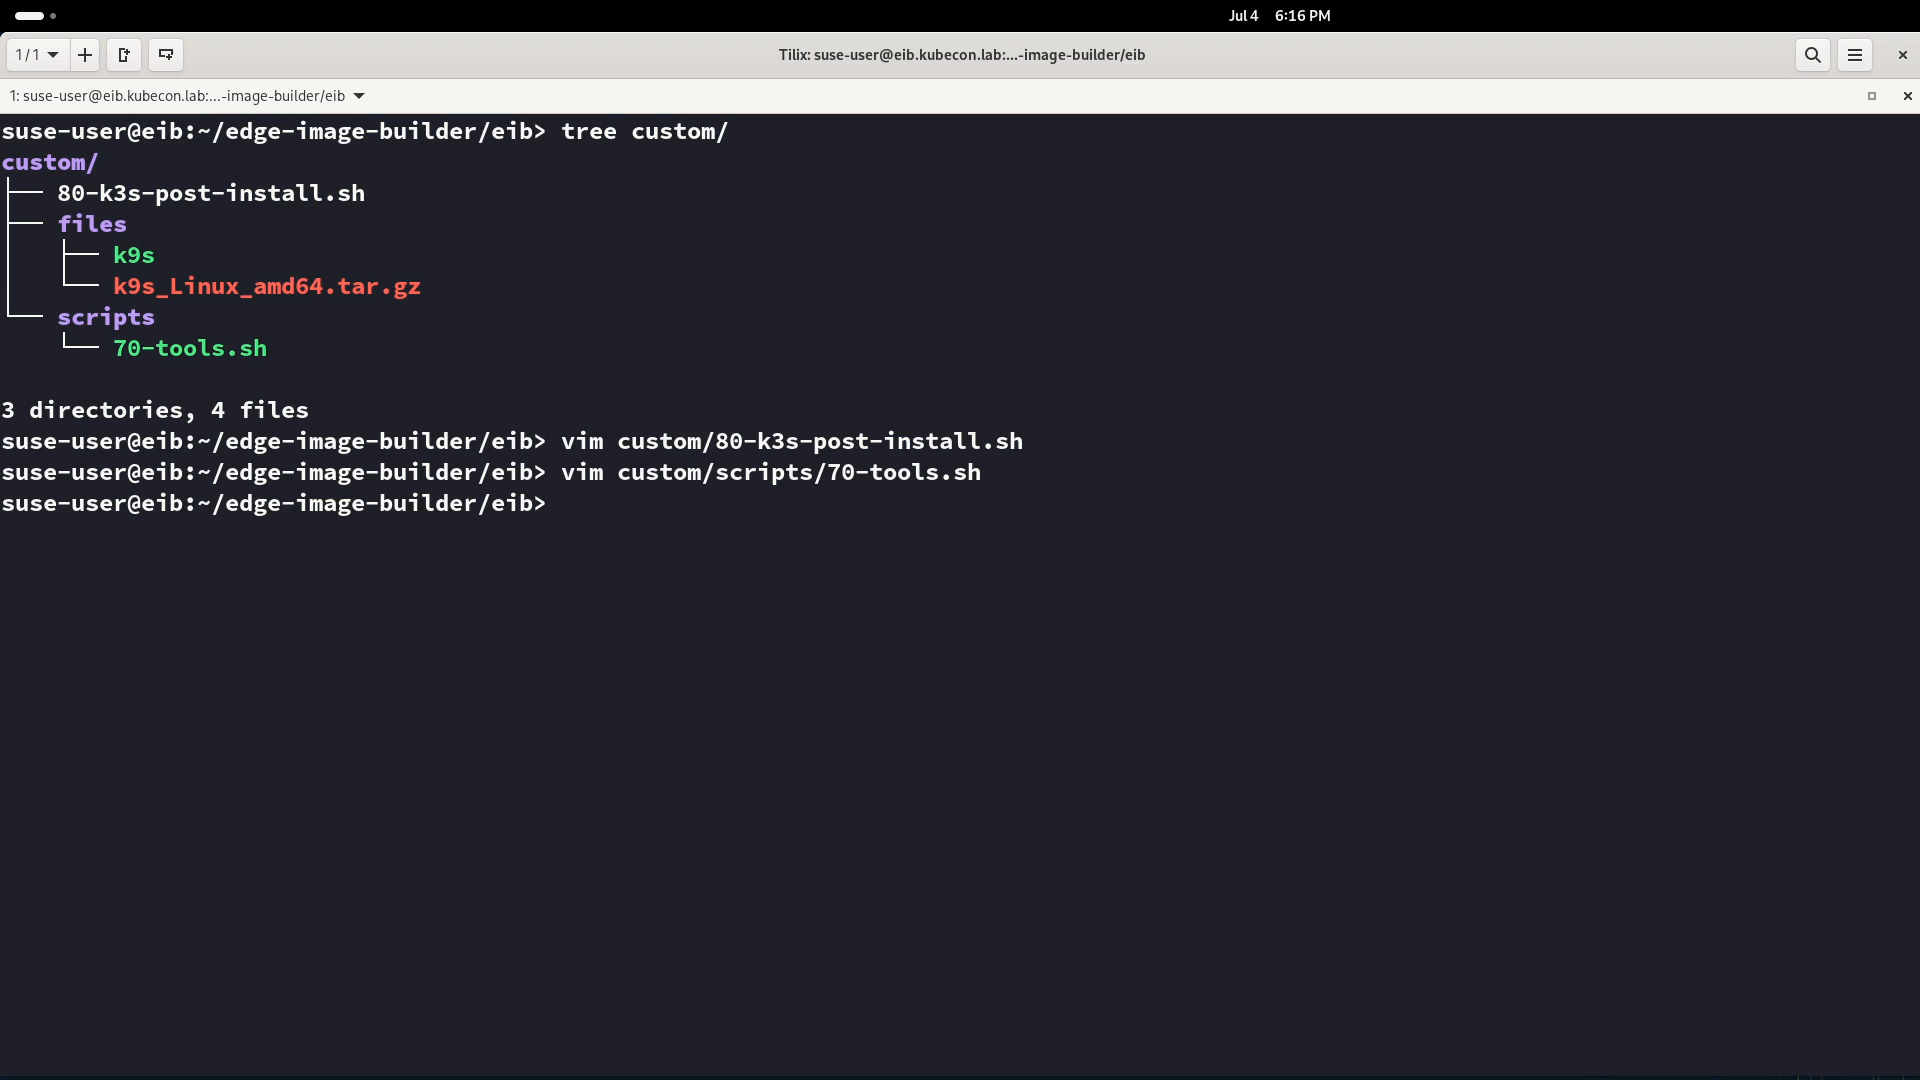 Jul 4 6:16 PM
1/1
Tilix: suse-user@eib.kubecon.lab:...-image-builder/eib
1: suse-user@eib.kubecon.lab:...-image-builder/eib
suse-user@eib:~/edge-image-builder/eib> tree custom/
custom/
├── 80-k3s-post-install.sh
├── files
│   ├── k9s
│   └── k9s_Linux_amd64.tar.gz
└── scripts
    └── 70-tools.sh
3 directories, 4 files
suse-user@eib:~/edge-image-builder/eib> vim custom/80-k3s-post-install.sh
suse-user@eib:~/edge-image-builder/eib> vim custom/scripts/70-tools.sh
suse-user@eib:~/edge-image-builder/eib>